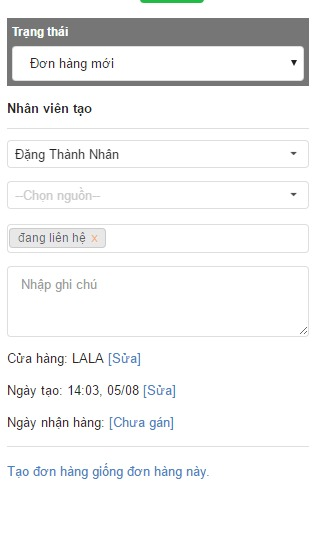 Trạng thái
Đơn hàng mới
Nhân viên tạo
Đặng Thành Nhân
--Chọn nguồn--
đang liên hệ x
Nhập ghi chú
Cửa hàng: LALA [Sửa]
Ngày tạo: 14:03, 05/08 [Sửa]
Ngày nhận hàng: [Chưa gán]
Tạo đơn hàng giống đơn hàng này.